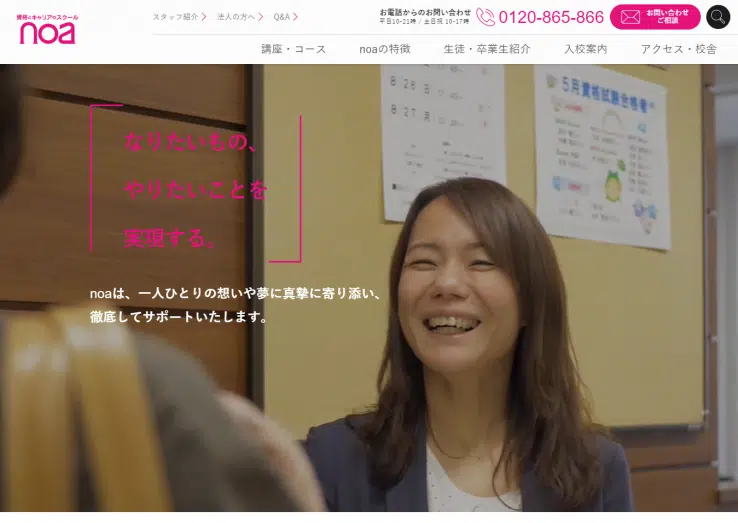 資格とキャリアのスクール
noa
スタッフ紹介
法人の方へ
Q&A
お電話からのお問い合わせ
平日10-21時 / 土日祝 10-17時
0120-865-866
お問い合わせ
ご相談
講座・コース
noaの特徴
生徒・卒業生紹介
入校案内
アクセス・校舎
5月資格試験合格者
なりたいもの、
やりたいことを
実現する。
noaは、一人ひとりの想いや夢に真摯に寄り添い、
徹底してサポートいたします。